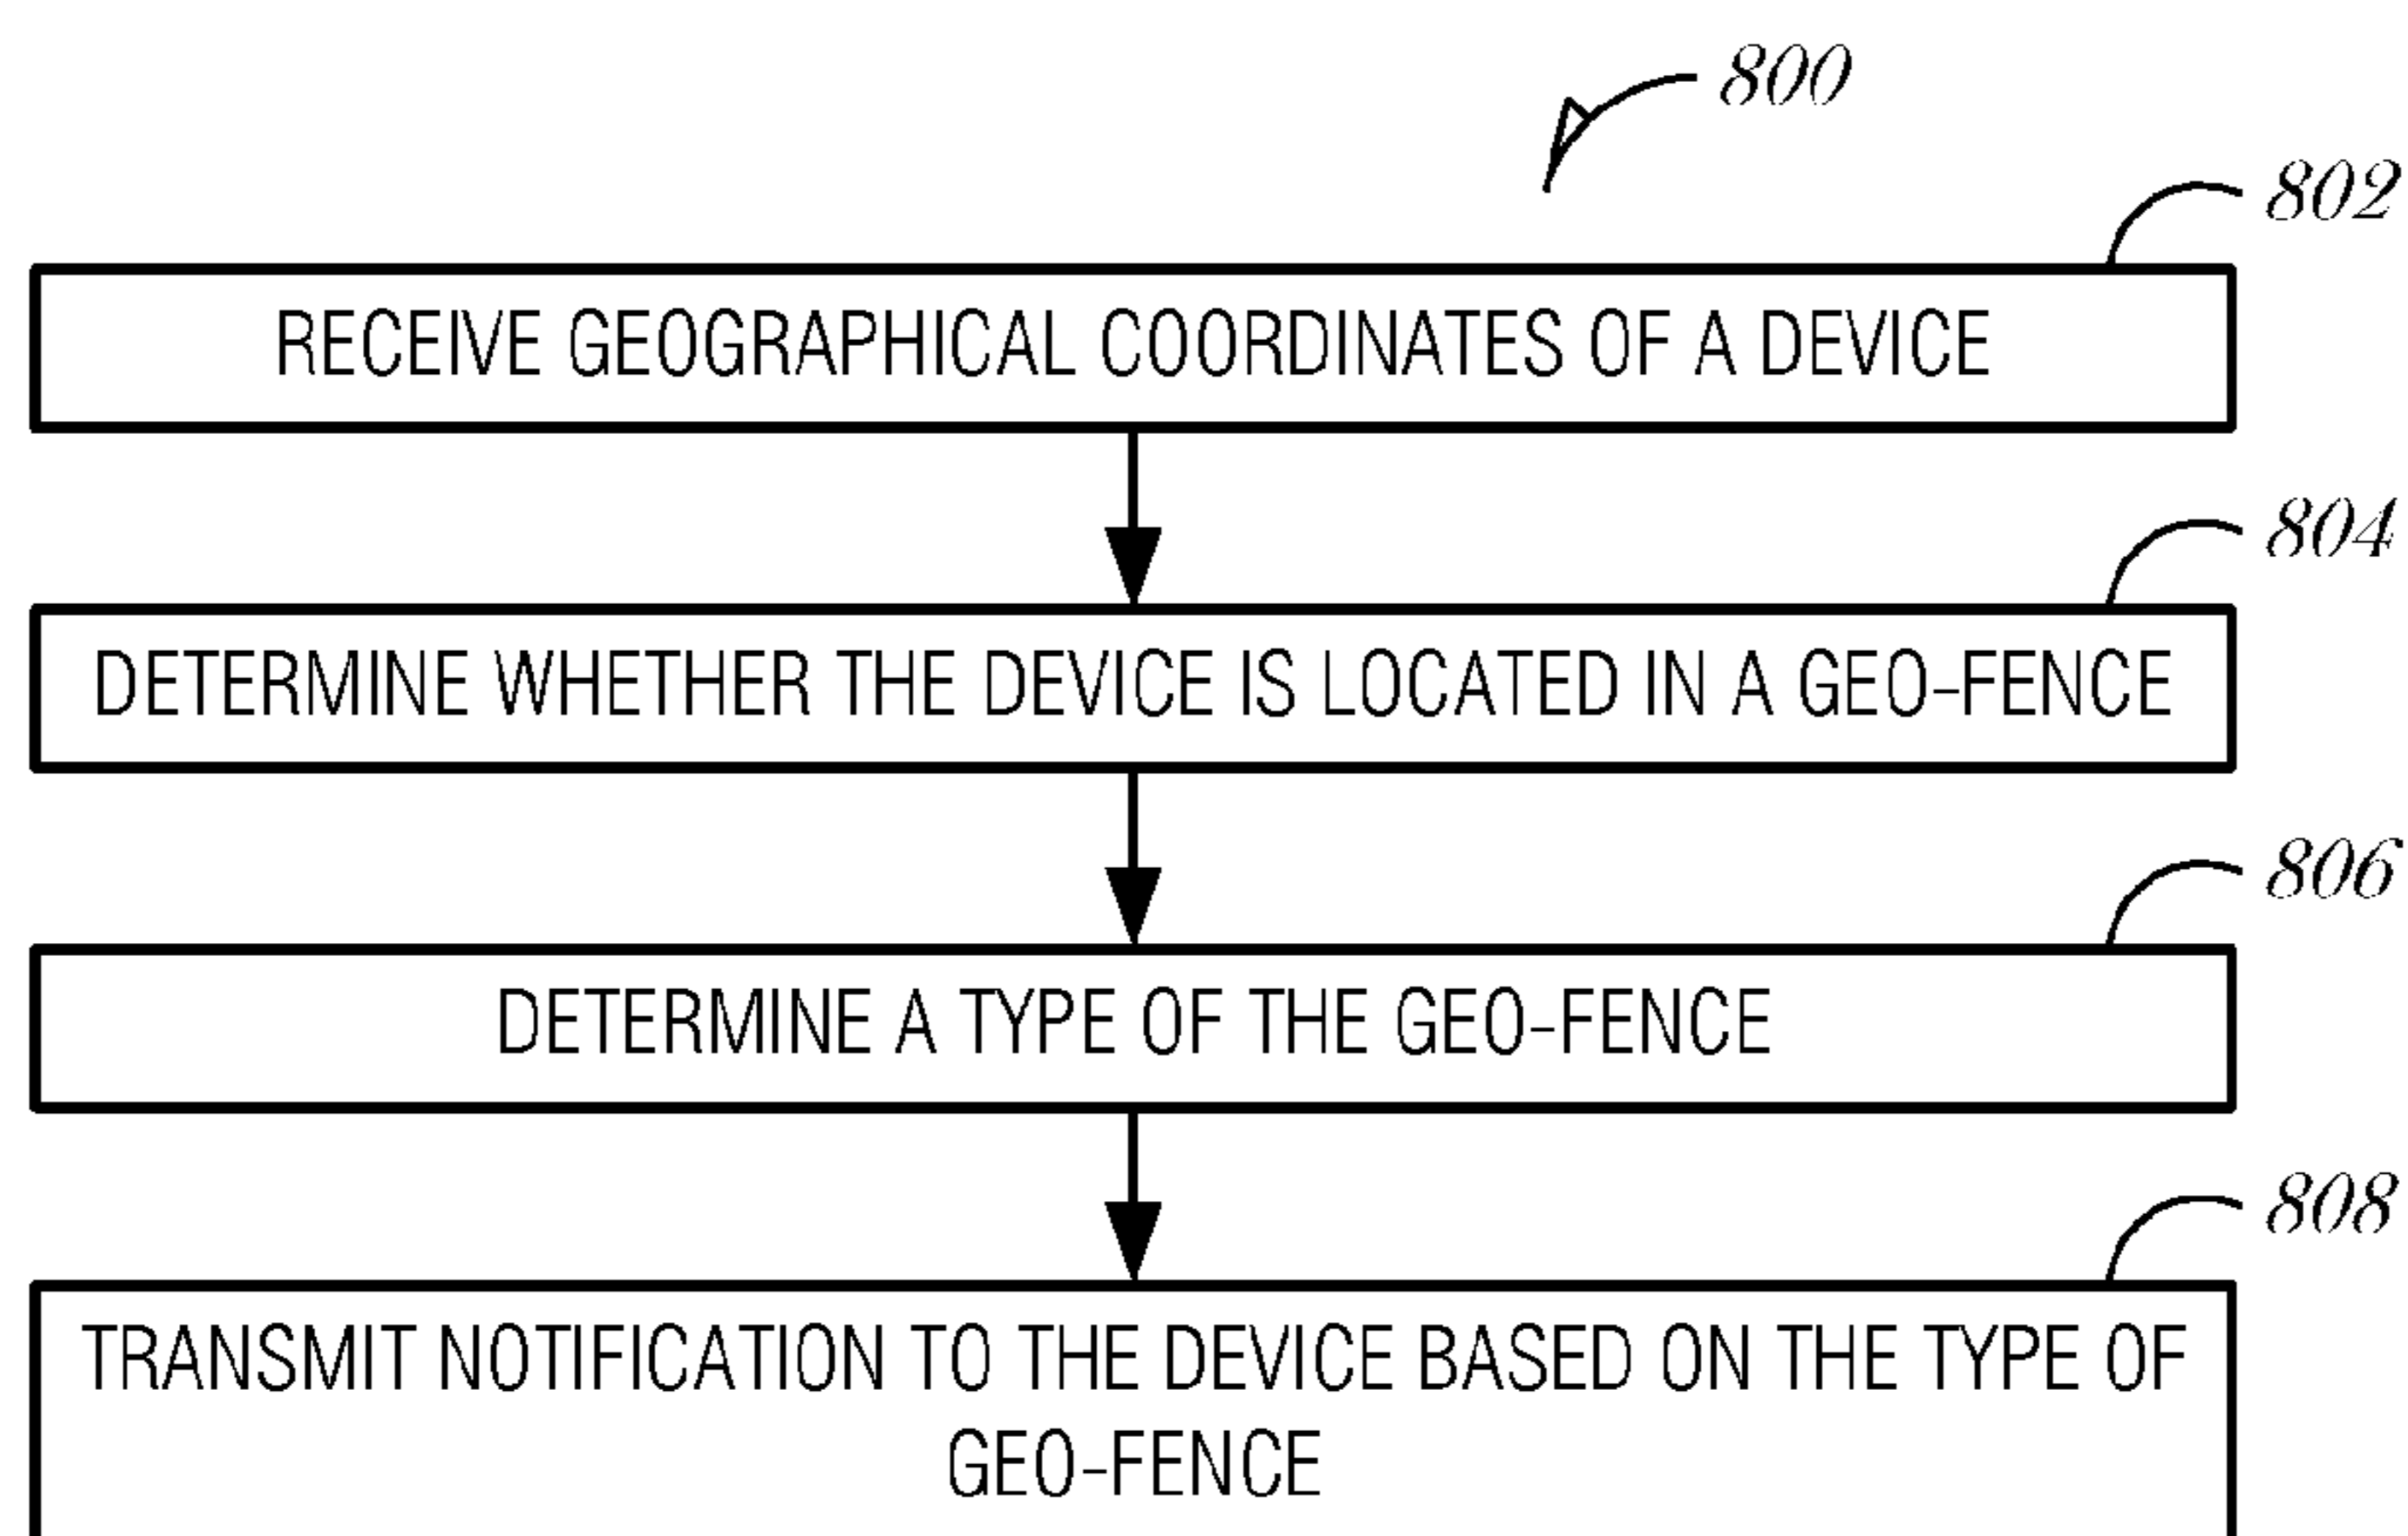 800
802
RECEIVE GEOGRAPHICAL COORDINATES OF A DEVICE
804
DETERMINE WHETHER THE DEVICE IS LOCATED IN A GEO-FENCE
806
DETERMINE A TYPE OF THE GEO-FENCE
808
TRANSMIT NOTIFICATION TO THE DEVICE BASED ON THE TYPE OF
GEO-FENCE